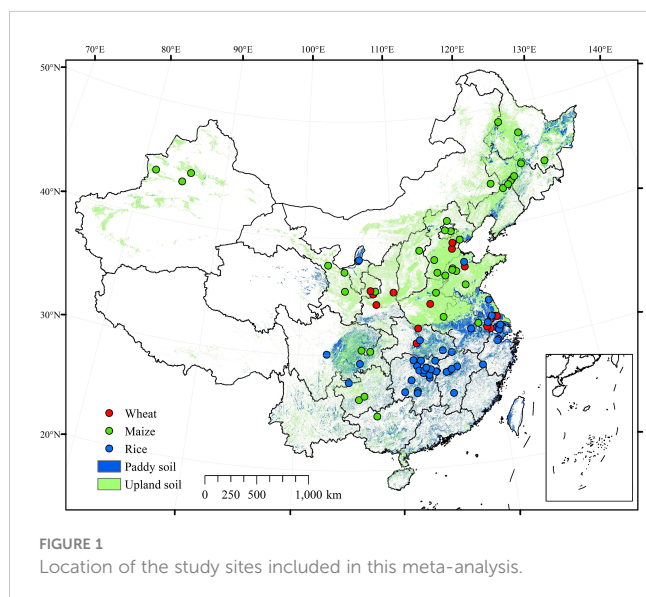 70°E 80°E 90°E 100°E 110°E 120°E 130°E 140°E
50°N
40°N
30°N
20°N
Wheat
Maize
Rice
Paddy soil
Upland soil
0 250 500 1,000 km
FIGURE 1
Location of the study sites included in this meta-analysis.